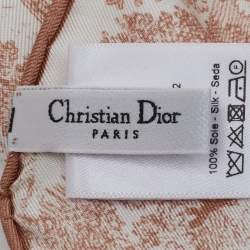 Christian Dior
PARIS
100% Soie - Silk - Seda